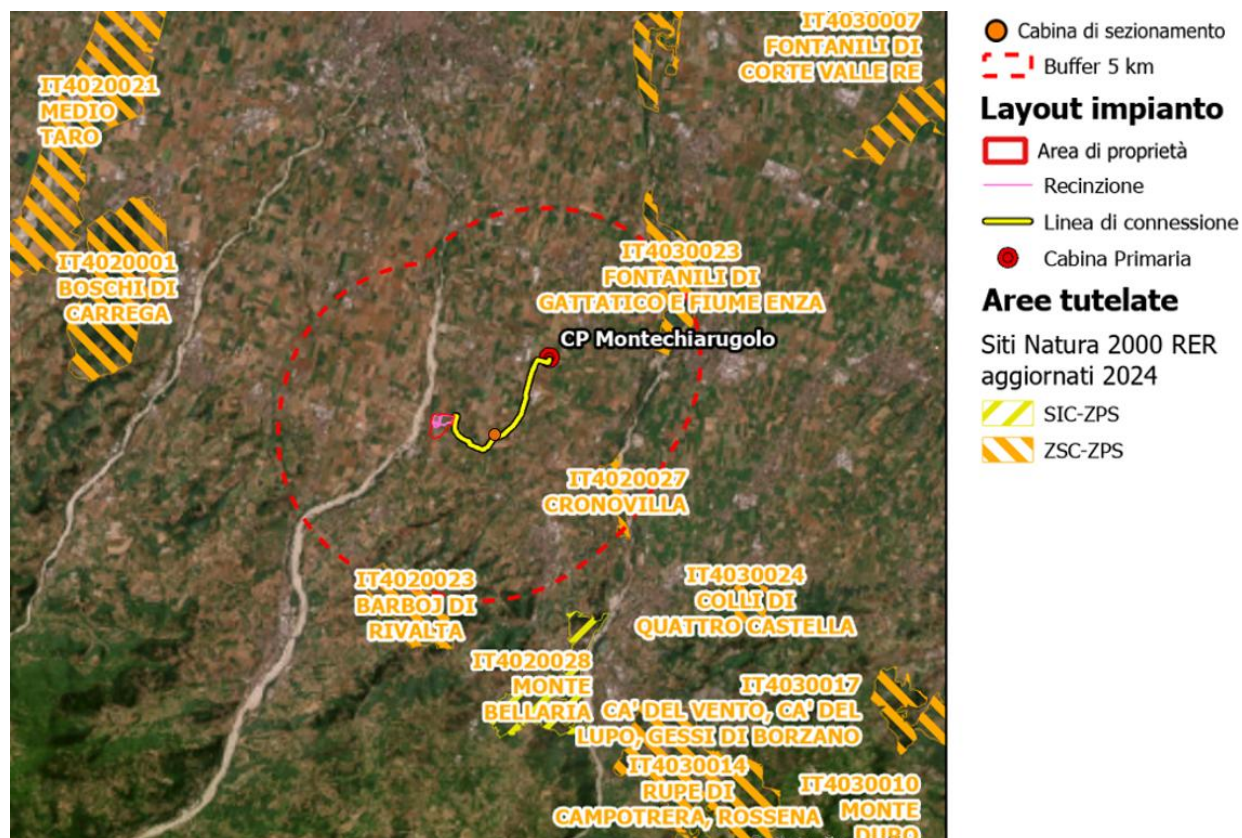 IT4030007
FONTANILI DI
CORTE VALLE RE
IT4020021
MEDIO
TARO
IT4020001
BOSCHI DI
CARREGA
IT4030023
FONTANILI DI
GATTATICO E FIUME ENZA
CP Montechiarugolo
IT4020027
CRONOVILLA
IT4020023
BARBOJ DI
RIVALTA
IT4030024
COLLI DI
QUATTRO CASTELLA
IT4020028
MONTE
BELLARIA
IT4030017
CA' DEL VENTO, CA' DEL
LUPO, GESSI DI BORZANO
IT4030014
RUPE DI
CAMPOTRERA, ROSSENA
IT4030010
MONTE
DURO
Cabina di sezionamento
Buffer 5 km
Layout impianto
Area di proprietà
Recinzione
Linea di connessione
Cabina Primaria
Aree tutelate
Siti Natura 2000 RER
aggiornati 2024
SIC-ZPS
ZSC-ZPS